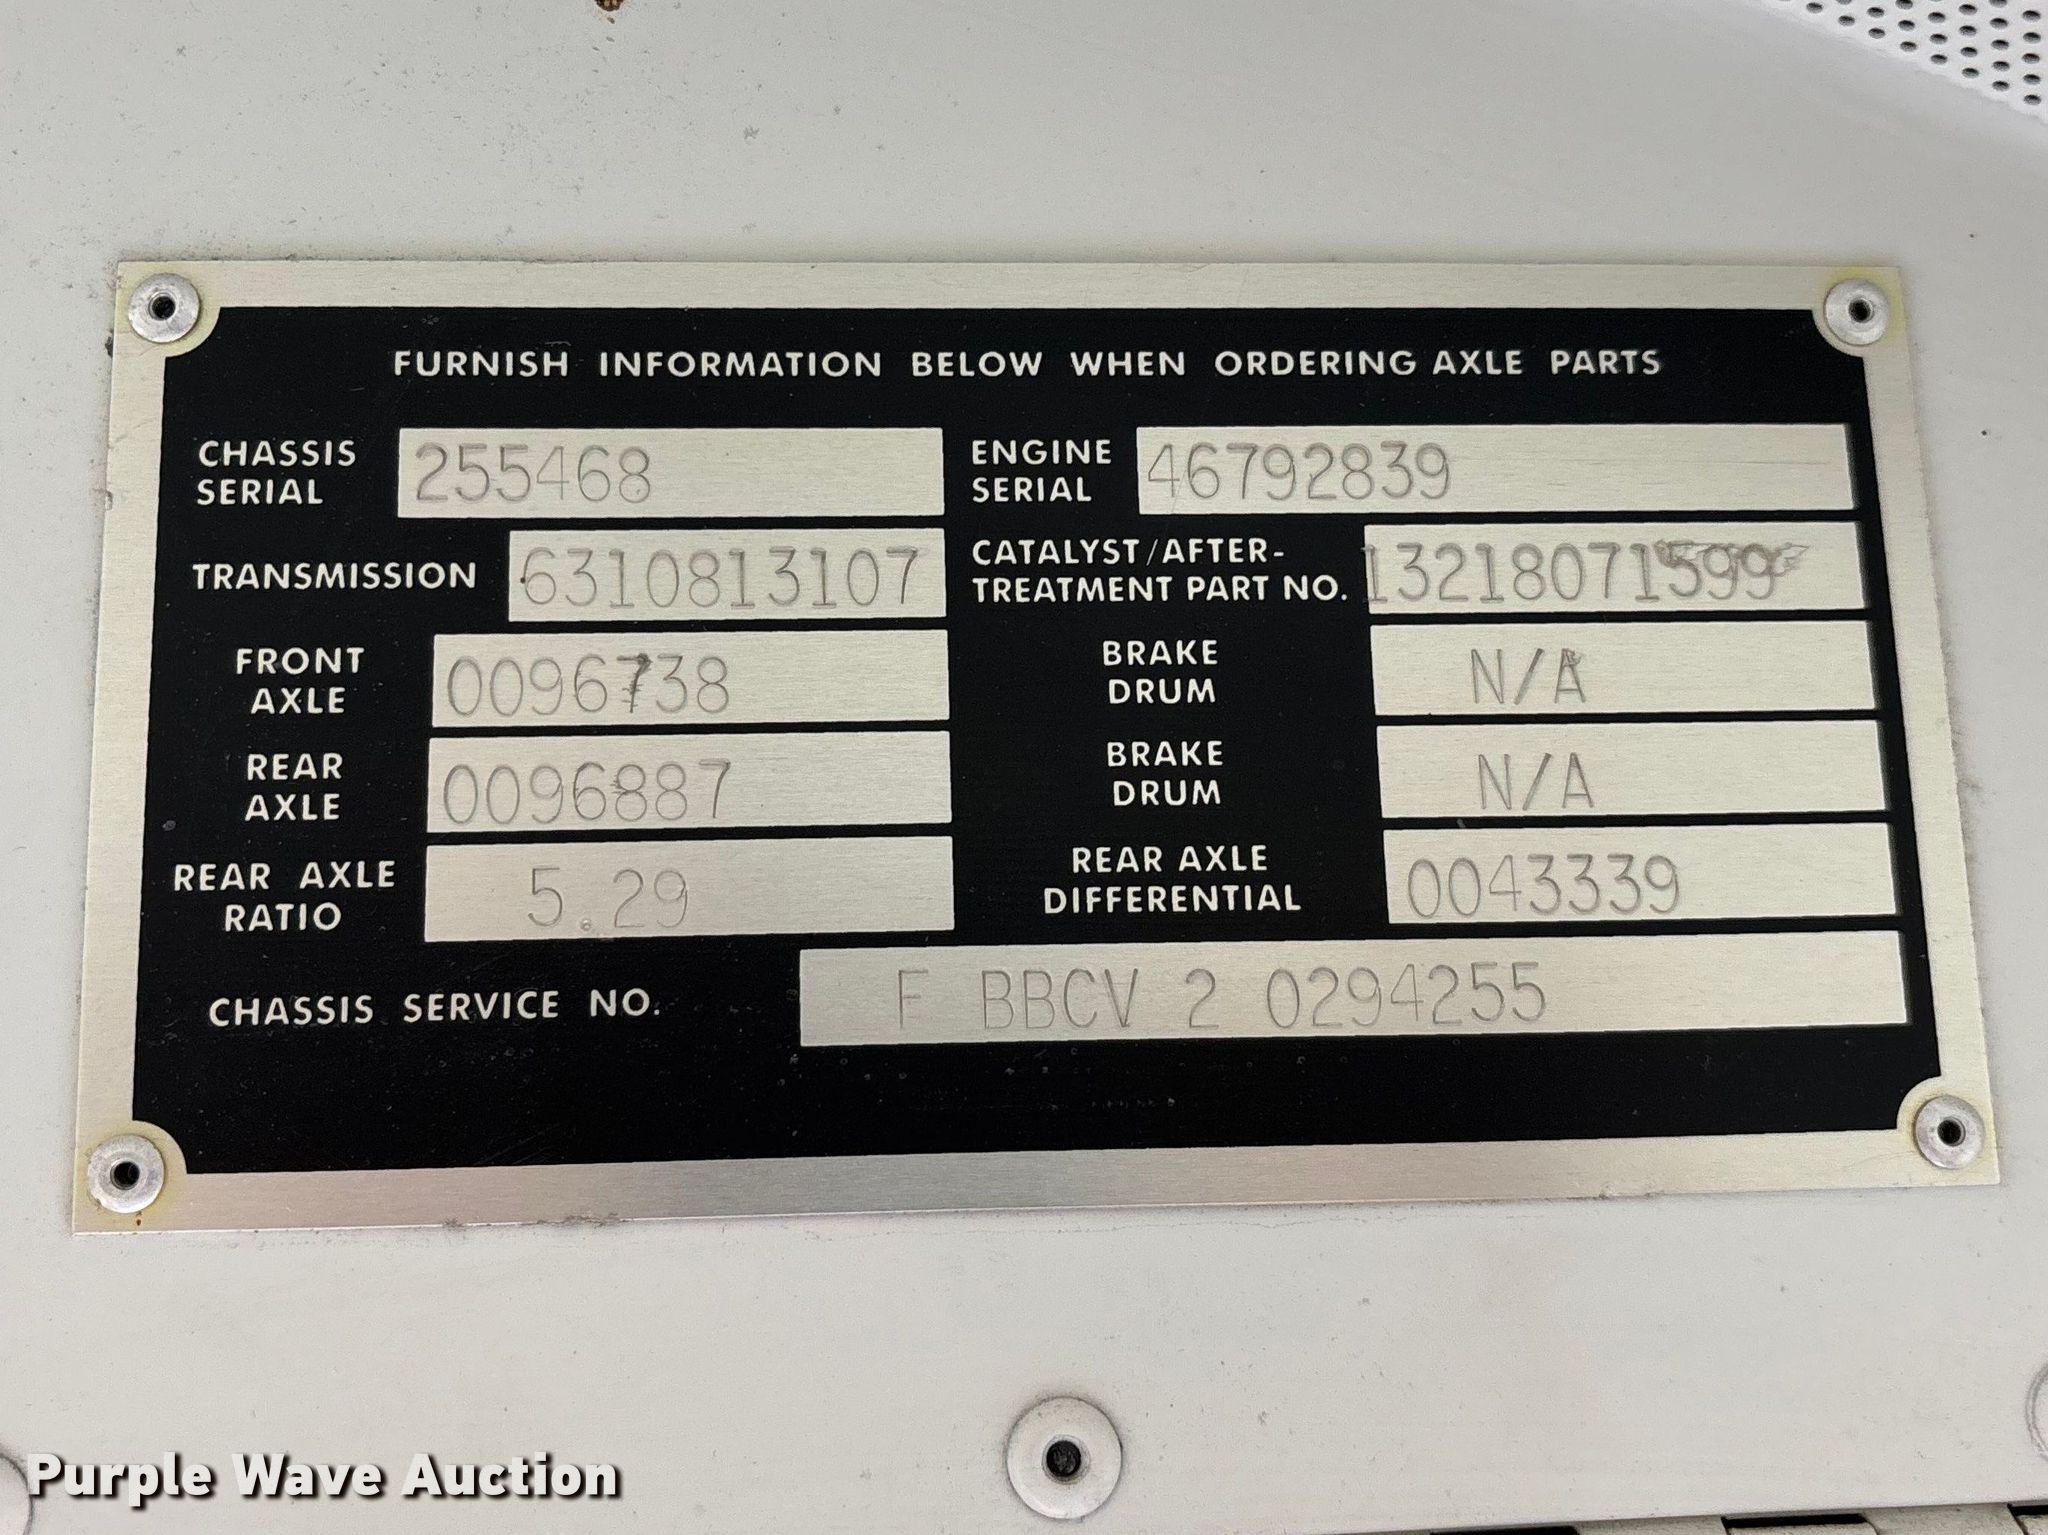 FURNISH INFORMATION BELOW WHEN ORDERING AXLE PARTS
CHASSIS SERIAL 255468
ENGINE SERIAL 46792839
TRANSMISSION 6310813107
CATALYST/AFTER-
TREATMENT PART NO. 13218071599
FRONT AXLE 0096738
BRAKE DRUM N/A
REAR AXLE 0096887
BRAKE DRUM N/A
REAR AXLE RATIO 5.29
REAR AXLE DIFFERENTIAL 0043339
CHASSIS SERVICE NO. F BBCV 2 0294255
Purple Wave Auction